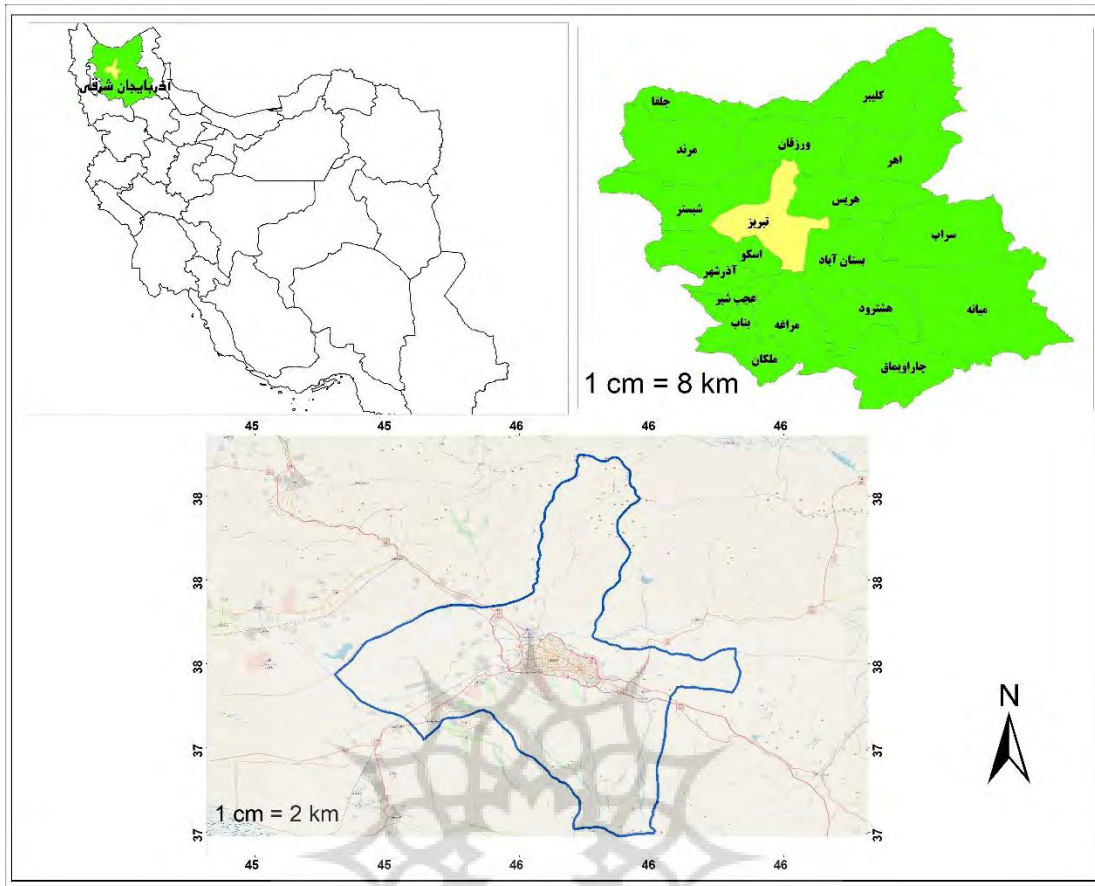 آذربایجان شرقی
جلفا
کلیبر
مرند
ورزقان
اهر
شبستر
تبریز
هریس
سراب
اسکو
بستان آباد
آذرشهر
عجب شیر
هشترود
میانه
بناب
مراغه
ملکان
چاراویماق
1 cm = 8 km
45 45 46 46 46
38 38
38 38
38 38
37 37
37 37
N
1 cm = 2 km
45 45 46 46 46